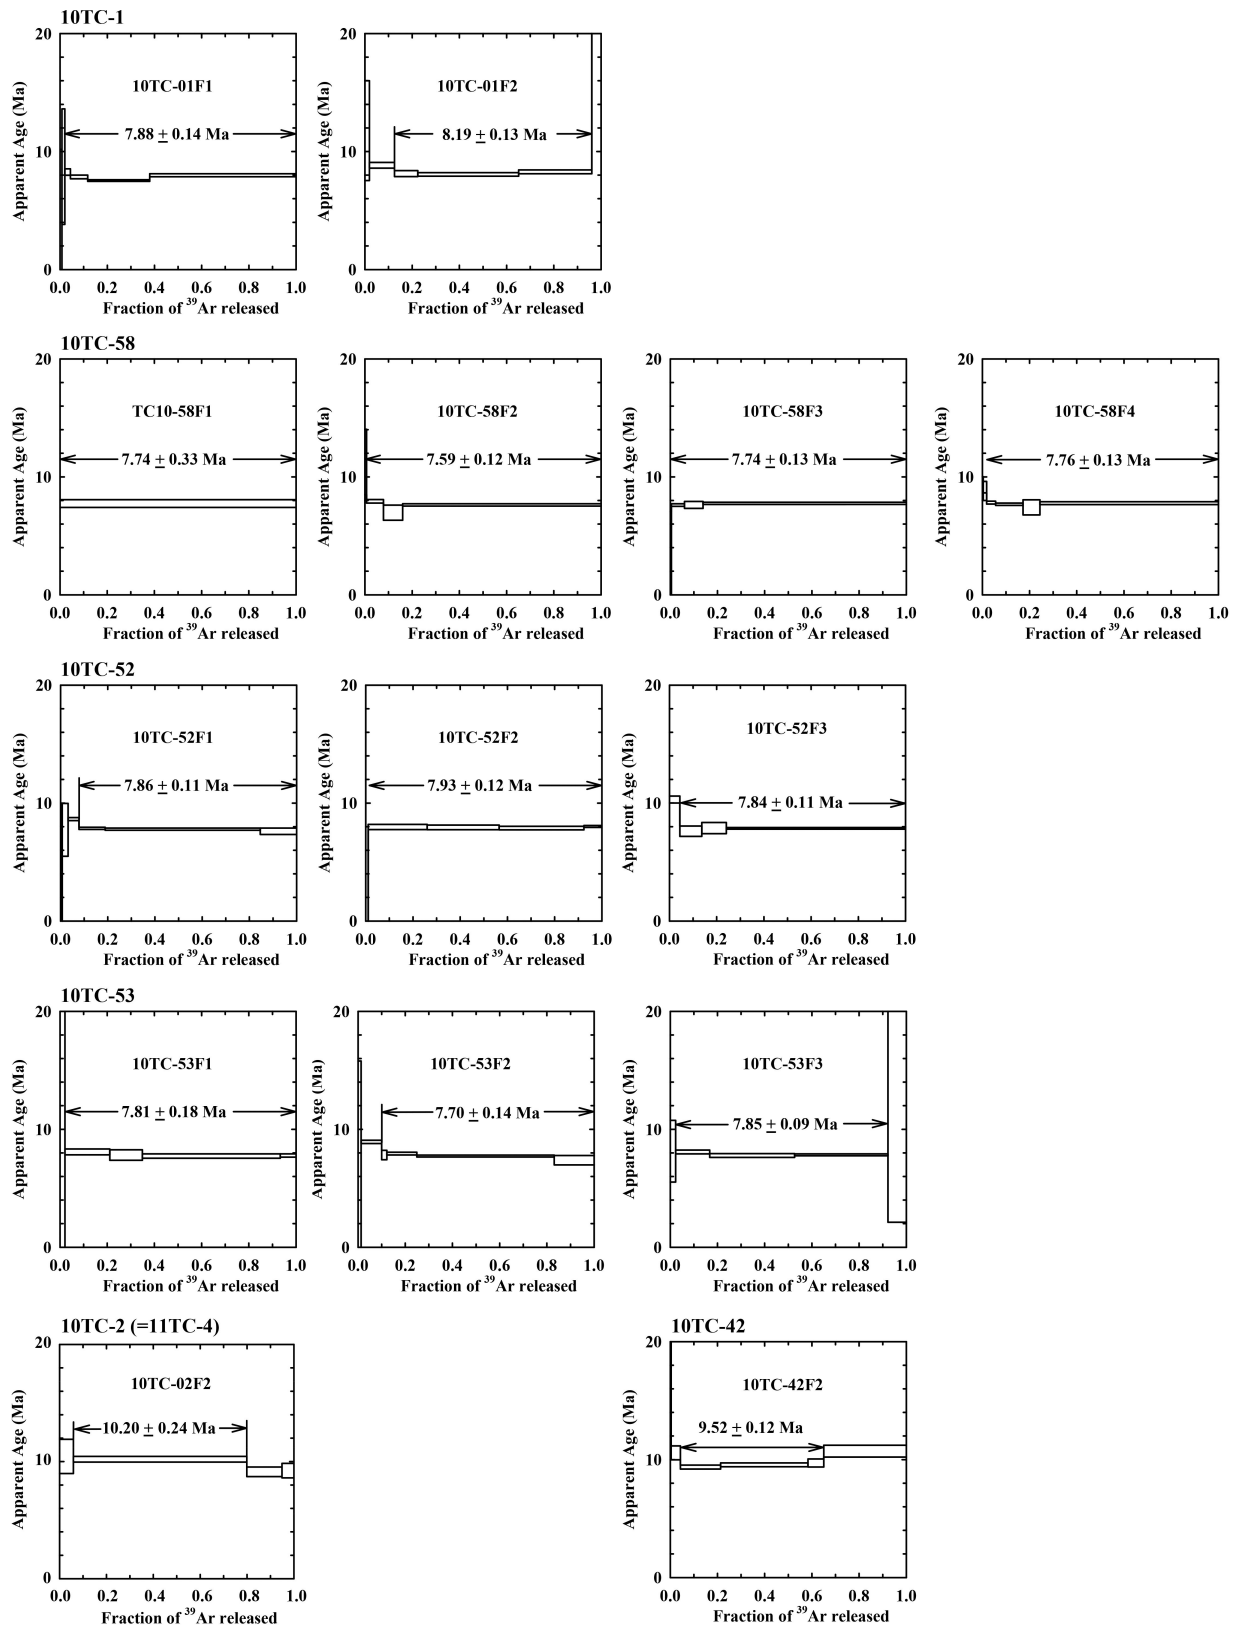 10TC-1
20
10
0
Apparent Age (Ma)
10TC-01F1
7.88 ± 0.14 Ma
0.0 0.2 0.4 0.6 0.8 1.0
Fraction of ³⁹Ar released
20
10
0
Apparent Age (Ma)
10TC-01F2
8.19 ± 0.13 Ma
0.0 0.2 0.4 0.6 0.8 1.0
Fraction of ³⁹Ar released
10TC-58
20
10
0
Apparent Age (Ma)
TC10-58F1
7.74 ± 0.33 Ma
0.0 0.2 0.4 0.6 0.8 1.0
Fraction of ³⁹Ar released
20
10
0
Apparent Age (Ma)
10TC-58F2
7.59 ± 0.12 Ma
0.0 0.2 0.4 0.6 0.8 1.0
Fraction of ³⁹Ar released
20
10
0
Apparent Age (Ma)
10TC-58F3
7.74 ± 0.13 Ma
0.0 0.2 0.4 0.6 0.8 1.0
Fraction of ³⁹Ar released
20
10
0
Apparent Age (Ma)
10TC-58F4
7.76 ± 0.13 Ma
0.0 0.2 0.4 0.6 0.8 1.0
Fraction of ³⁹Ar released
10TC-52
20
10
0
Apparent Age (Ma)
10TC-52F1
7.86 ± 0.11 Ma
0.0 0.2 0.4 0.6 0.8 1.0
Fraction of ³⁹Ar released
20
10
0
Apparent Age (Ma)
10TC-52F2
7.93 ± 0.12 Ma
0.0 0.2 0.4 0.6 0.8 1.0
Fraction of ³⁹Ar released
20
10
0
Apparent Age (Ma)
10TC-52F3
7.84 ± 0.11 Ma
0.0 0.2 0.4 0.6 0.8 1.0
Fraction of ³⁹Ar released
10TC-53
20
10
0
Apparent Age (Ma)
10TC-53F1
7.81 ± 0.18 Ma
0.0 0.2 0.4 0.6 0.8 1.0
Fraction of ³⁹Ar released
20
10
0
Apparent Age (Ma)
10TC-53F2
7.70 ± 0.14 Ma
0.0 0.2 0.4 0.6 0.8 1.0
Fraction of ³⁹Ar released
20
10
0
Apparent Age (Ma)
10TC-53F3
7.85 ± 0.09 Ma
0.0 0.2 0.4 0.6 0.8 1.0
Fraction of ³⁹Ar released
10TC-2 (=11TC-4)
20
10
0
Apparent Age (Ma)
10TC-02F2
10.20 ± 0.24 Ma
0.0 0.2 0.4 0.6 0.8 1.0
Fraction of ³⁹Ar released
10TC-42
20
10
0
Apparent Age (Ma)
10TC-42F2
9.52 ± 0.12 Ma
0.0 0.2 0.4 0.6 0.8 1.0
Fraction of ³⁹Ar released